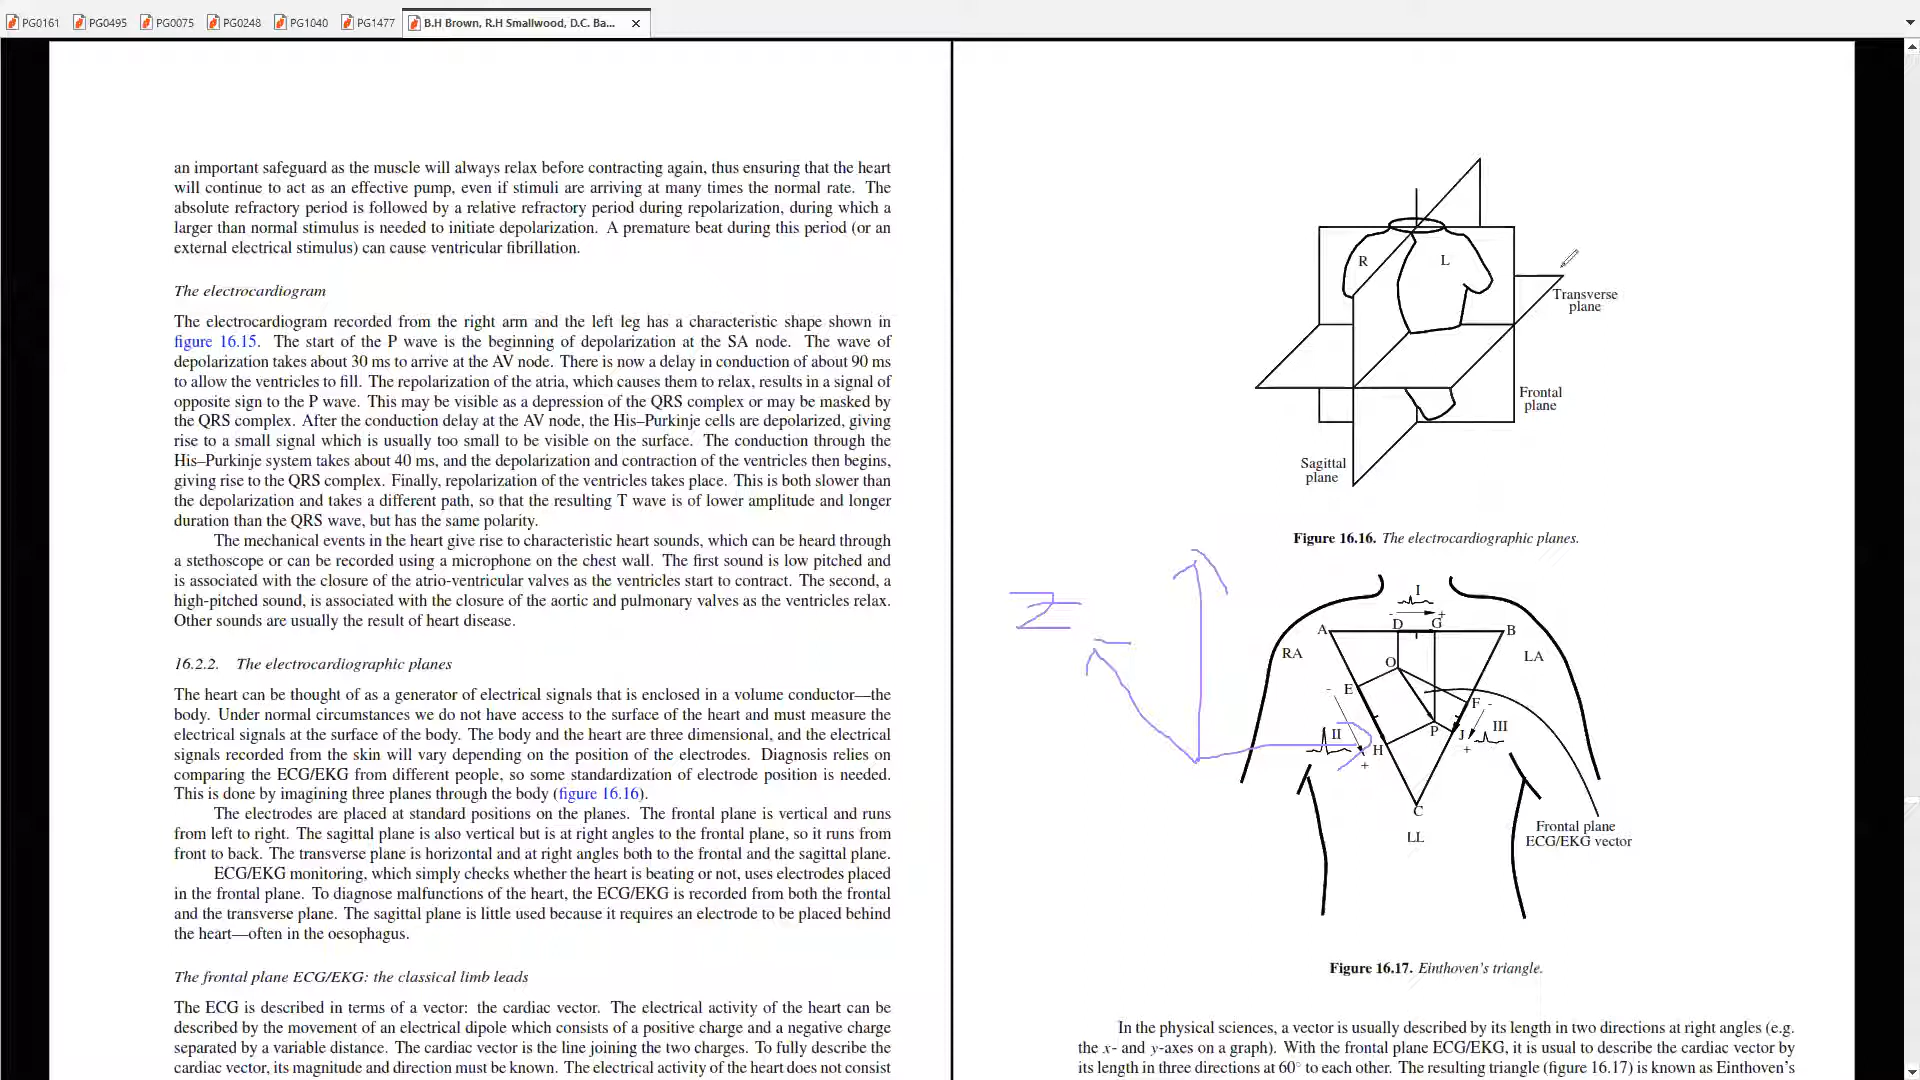 PG0161
PG0495
PG0075
PG0248
PG1040
PG1477
B.H Brown, R.H Smallwood, D.C. Ba...
an important safeguard as the muscle will always relax before contracting again, thus ensuring that the heart
will continue to act as an effective pump, even if stimuli are arriving at many times the normal rate. The
absolute refractory period is followed by a relative refractory period during repolarization, during which a
larger than normal stimulus is needed to initiate depolarization. A premature beat during this period (or an
external electrical stimulus) can cause ventricular fibrillation.
The electrocardiogram
The electrocardiogram recorded from the right arm and the left leg has a characteristic shape shown in
figure 16.15. The start of the P wave is the beginning of depolarization at the SA node. The wave of
depolarization takes about 30 ms to arrive at the AV node. There is now a delay in conduction of about 90 ms
to allow the ventricles to fill. The repolarization of the atria, which causes them to relax, results in a signal of
opposite sign to the P wave. This may be visible as a depression of the QRS complex or may be masked by
the QRS complex. After the conduction delay at the AV node, the His–Purkinje cells are depolarized, giving
rise to a small signal which is usually too small to be visible on the surface. The conduction through the
His–Purkinje system takes about 40 ms, and the depolarization and contraction of the ventricles then begins,
giving rise to the QRS complex. Finally, repolarization of the ventricles takes place. This is both slower than
the depolarization and takes a different path, so that the resulting T wave is of lower amplitude and longer
duration than the QRS wave, but has the same polarity.
The mechanical events in the heart give rise to characteristic heart sounds, which can be heard through
a stethoscope or can be recorded using a microphone on the chest wall. The first sound is low pitched and
is associated with the closure of the atrio-ventricular valves as the ventricles start to contract. The second, a
high-pitched sound, is associated with the closure of the aortic and pulmonary valves as the ventricles relax.
Other sounds are usually the result of heart disease.
16.2.2. The electrocardiographic planes
The heart can be thought of as a generator of electrical signals that is enclosed in a volume conductor—the
body. Under normal circumstances we do not have access to the surface of the heart and must measure the
electrical signals at the surface of the body. The body and the heart are three dimensional, and the electrical
signals recorded from the skin will vary depending on the position of the electrodes. Diagnosis relies on
comparing the ECG/EKG from different people, so some standardization of electrode position is needed.
This is done by imagining three planes through the body (figure 16.16).
The electrodes are placed at standard positions on the planes. The frontal plane is vertical and runs
from left to right. The sagittal plane is also vertical but is at right angles to the frontal plane, so it runs from
front to back. The transverse plane is horizontal and at right angles both to the frontal and the sagittal plane.
ECG/EKG monitoring, which simply checks whether the heart is beating or not, uses electrodes placed
in the frontal plane. To diagnose malfunctions of the heart, the ECG/EKG is recorded from both the frontal
and the transverse plane. The sagittal plane is little used because it requires an electrode to be placed behind
the heart—often in the oesophagus.
The frontal plane ECG/EKG: the classical limb leads
The ECG is described in terms of a vector: the cardiac vector. The electrical activity of the heart can be
described by the movement of an electrical dipole which consists of a positive charge and a negative charge
separated by a variable distance. The cardiac vector is the line joining the two charges. To fully describe the
cardiac vector, its magnitude and direction must be known. The electrical activity of the heart does not consist
R
L
Transverse
plane
Frontal
plane
Sagittal
plane
Figure 16.16. The electrocardiographic planes.
Z
I
- +
A D G B
RA LA
O
E
- F -
II P J III
H
+ +
C
LL
Frontal plane
ECG/EKG vector
Figure 16.17. Einthoven's triangle.
In the physical sciences, a vector is usually described by its length in two directions at right angles (e.g.
the x- and y-axes on a graph). With the frontal plane ECG/EKG, it is usual to describe the cardiac vector by
its length in three directions at 60° to each other. The resulting triangle (figure 16.17) is known as Einthoven's